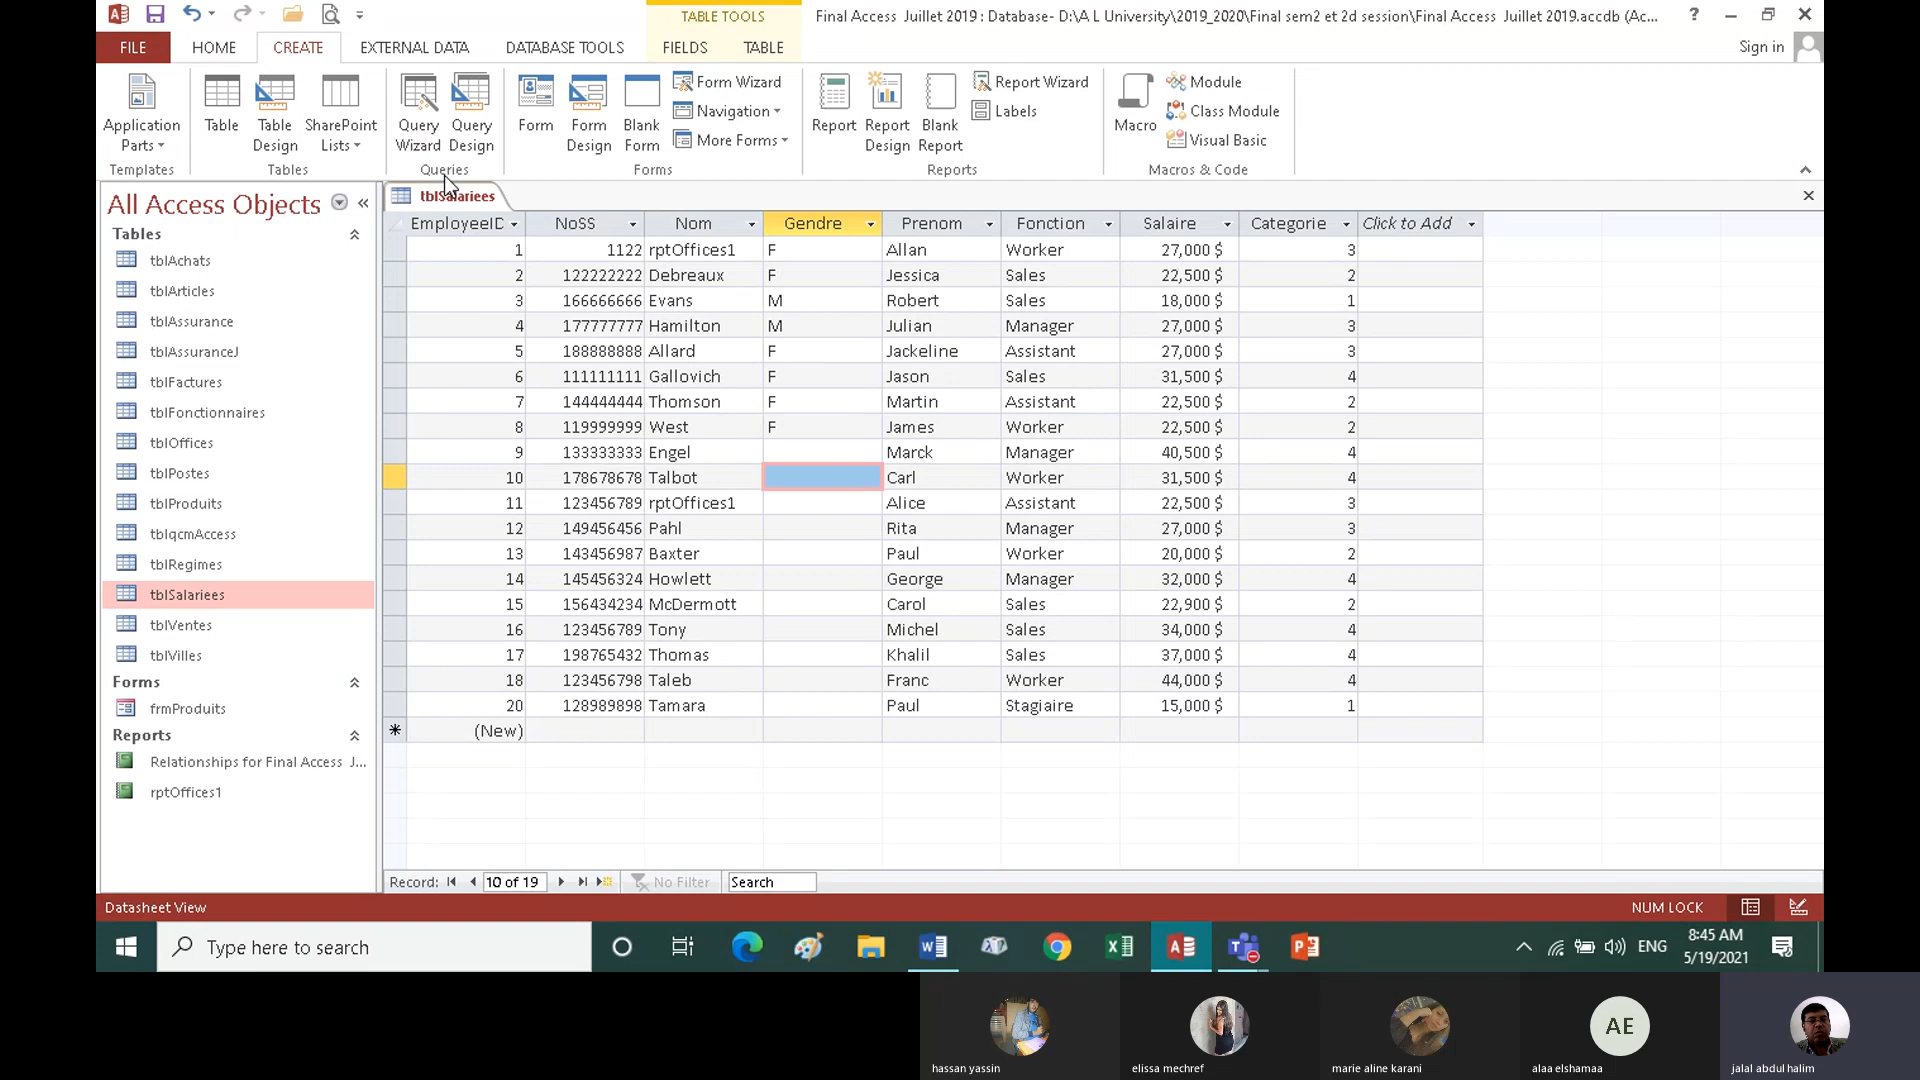 TABLE TOOLS
Final Access Juillet 2019 : Database- D:\A L University\2019_2020\Final sem2 et 2d session\Final Access Juillet 2019.accdb (Ac... ?
FILE HOME CREATE EXTERNAL DATA DATABASE TOOLS FIELDS TABLE Sign in
Application Parts Table Table Design SharePoint Lists Query Wizard Query Design Form Form Design Blank Form Form Wizard Navigation More Forms Report Report Design Blank Report Report Wizard Labels Macro Module Class Module Visual Basic
Templates Tables Queries Forms Reports Macros & Code
All Access Objects
Tables
tblAchats
tblArticles
tblAssurance
tblAssuranceJ
tblFactures
tblFonctionnaires
tblOffices
tblPostes
tblProduits
tblqcmAccess
tblRegimes
tblSalariees
tblVentes
tblVilles
Forms
frmProduits
Reports
Relationships for Final Access J...
rptOffices1
tblSalariees
EmployeeID NoSS Nom Gendre Prenom Fonction Salaire Categorie Click to Add
1 1122 rptOffices1 F Allan Worker 27,000 $ 3
2 122222222 Debreaux F Jessica Sales 22,500 $ 2
3 166666666 Evans M Robert Sales 18,000 $ 1
4 177777777 Hamilton M Julian Manager 27,000 $ 3
5 188888888 Allard F Jackeline Assistant 27,000 $ 3
6 111111111 Gallovich F Jason Sales 31,500 $ 4
7 144444444 Thomson F Martin Assistant 22,500 $ 2
8 119999999 West F James Worker 22,500 $ 2
9 133333333 Engel Marck Manager 40,500 $ 4
10 178678678 Talbot Carl Worker 31,500 $ 4
11 123456789 rptOffices1 Alice Assistant 22,500 $ 3
12 149456456 Pahl Rita Manager 27,000 $ 3
13 143456987 Baxter Paul Worker 20,000 $ 2
14 145456324 Howlett George Manager 32,000 $ 4
15 156434234 McDermott Carol Sales 22,900 $ 2
16 123456789 Tony Michel Sales 34,000 $ 4
17 198765432 Thomas Khalil Sales 37,000 $ 4
18 123456798 Taleb Franc Worker 44,000 $ 4
20 128989898 Tamara Paul Stagiaire 15,000 $ 1
* (New)
Record: 10 of 19 No Filter Search
Datasheet View NUM LOCK
Type here to search ENG 8:45 AM
5/19/2021
AE
hassan yassin elissa mechref marie aline karani alaa elshamaa jalal abdul halim